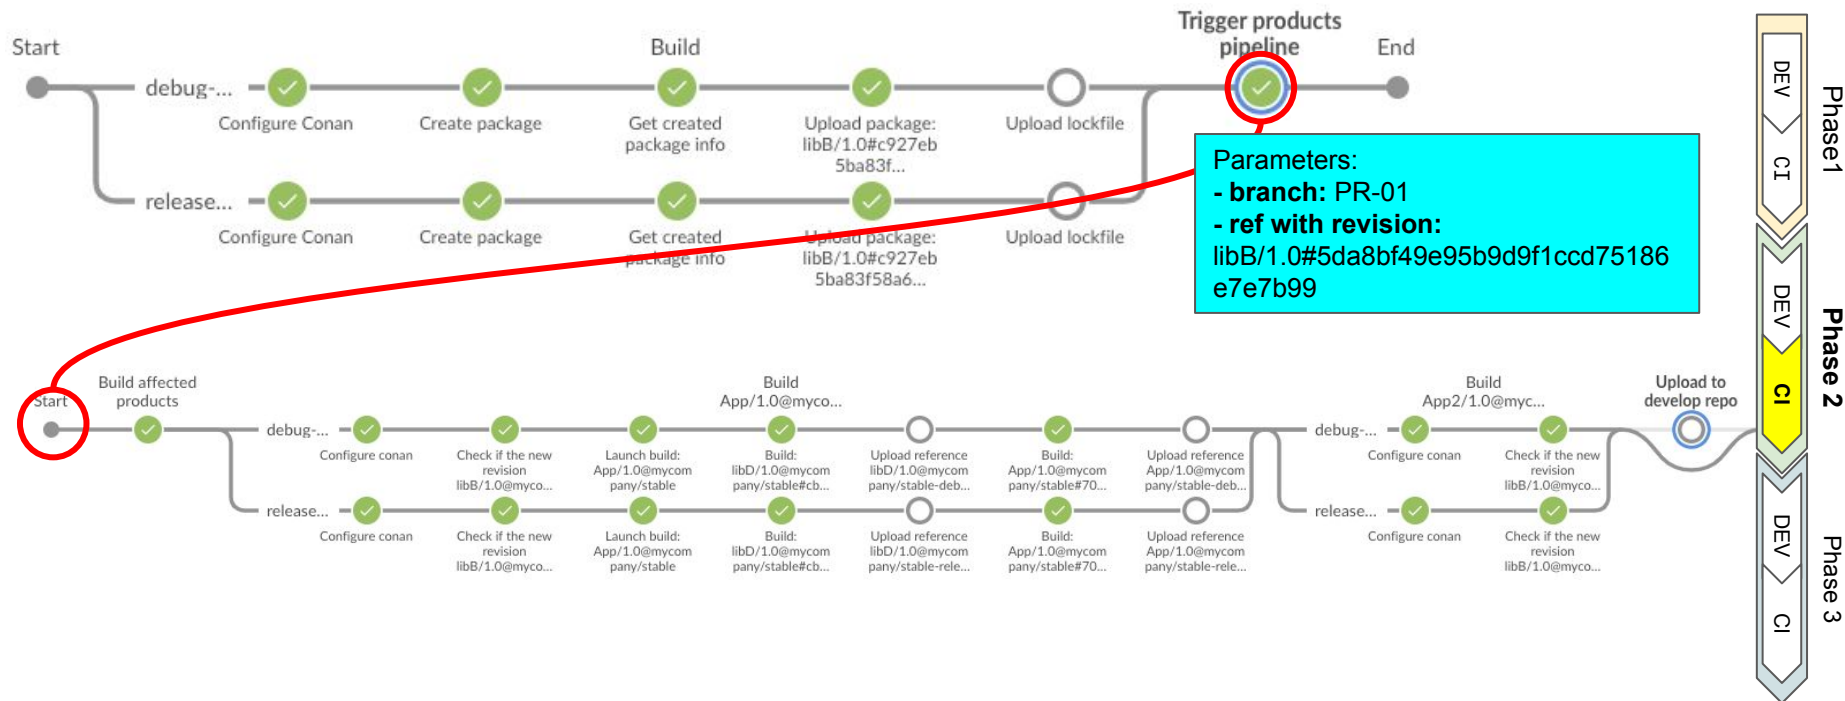 Start
Build
Trigger products
pipeline
End
debug-...
Configure Conan
Create package
Get created
package info
Upload package:
libB/1.0#c927eb
5ba83f...
Upload lockfile
release...
Configure Conan
Create package
Get created
package info
Upload package:
libB/1.0#c927eb
5ba83f58a6...
Upload lockfile
Parameters:
- branch: PR-01
- ref with revision:
libB/1.0#5da8bf49e95b9d9f1ccd75186
e7e7b99
Start
Build affected
products
Build
App/1.0@myco...
Build
App2/1.0@myc...
Upload to
develop repo
debug-...
Configure conan
Check if the new
revision
libB/1.0@myco...
Launch build:
App/1.0@mycom
pany/stable
Build:
libD/1.0@mycom
pany/stable#cb...
Upload reference
libD/1.0@mycom
pany/stable-deb...
Build:
App/1.0@mycom
pany/stable#70...
Upload reference
App/1.0@mycom
pany/stable-deb...
debug-...
Configure conan
Check if the new
revision
libB/1.0@myco...
release...
Configure conan
Check if the new
revision
libB/1.0@myco...
Launch build:
App/1.0@mycom
pany/stable
Build:
libD/1.0@mycom
pany/stable#cb...
Upload reference
libD/1.0@mycom
pany/stable-rele...
Build:
App/1.0@mycom
pany/stable#70...
Upload reference
App/1.0@mycom
pany/stable-rele...
release...
Configure conan
Check if the new
revision
libB/1.0@myco...
DEV
CI
Phase1
DEV
CI
Phase 2
DEV
CI
Phase 3